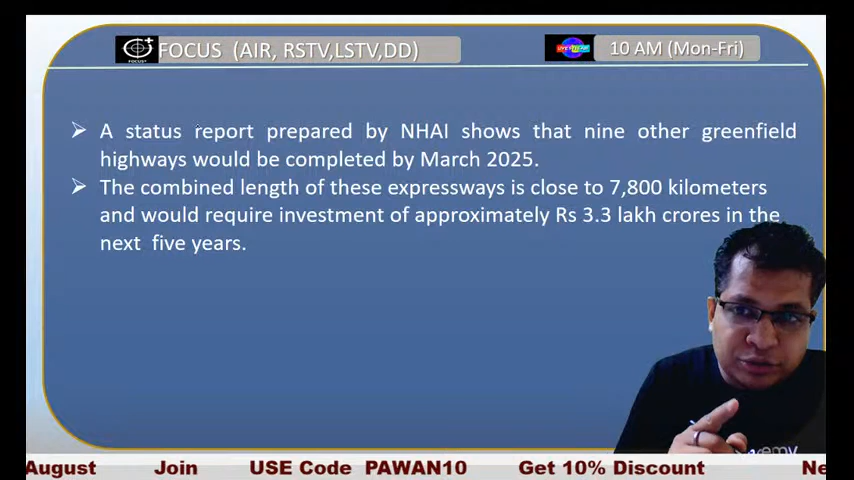 FOCUS (AIR, RSTV,LSTV,DD)
10 AM (Mon-Fri)
➢ A status report prepared by NHAI shows that nine other greenfield
highways would be completed by March 2025.
➢ The combined length of these expressways is close to 7,800 kilometers
and would require investment of approximately Rs 3.3 lakh crores in the
next five years.
August Join USE Code PAWAN10 Get 10% Discount Ne